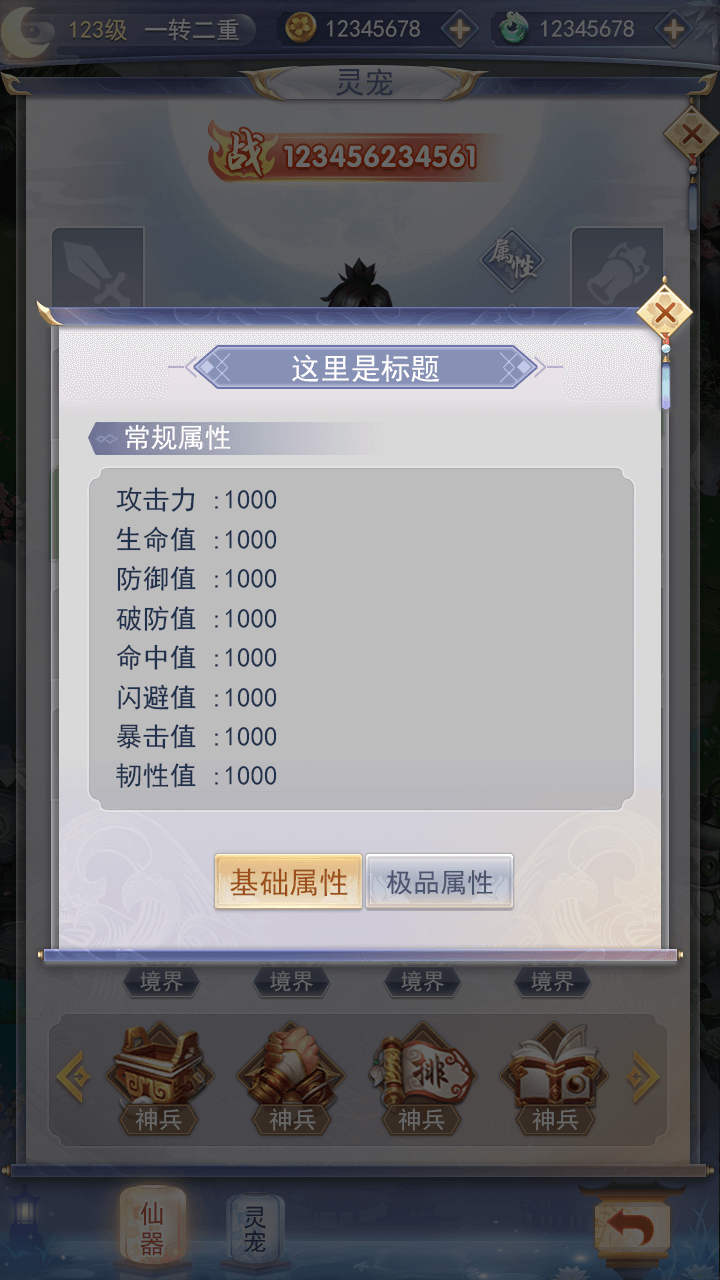 123级 一转二重 12345678 12345678
灵宠
战 123456234561
属性
这里是标题
常规属性
攻击力 :1000
生命值 :1000
防御值 :1000
破防值 :1000
命中值 :1000
闪避值 :1000
暴击值 :1000
韧性值 :1000
基础属性 极品属性
境界 境界 境界 境界
排
神兵 神兵 神兵 神兵
仙器 灵宠